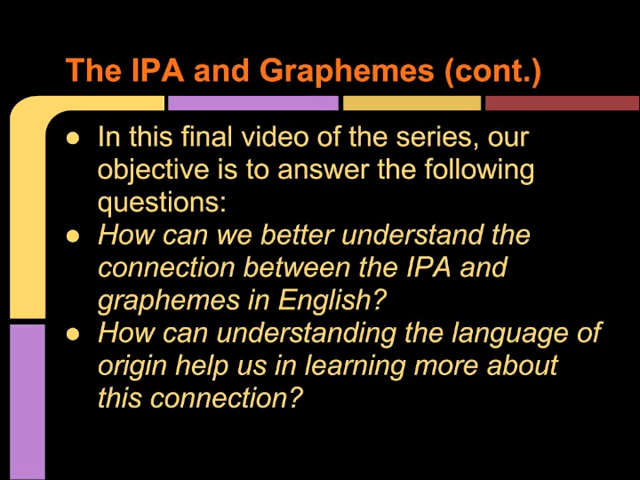 The IPA and Graphemes (cont.)
● In this final video of the series, our
objective is to answer the following
questions:
● How can we better understand the
connection between the IPA and
graphemes in English?
● How can understanding the language of
origin help us in learning more about
this connection?